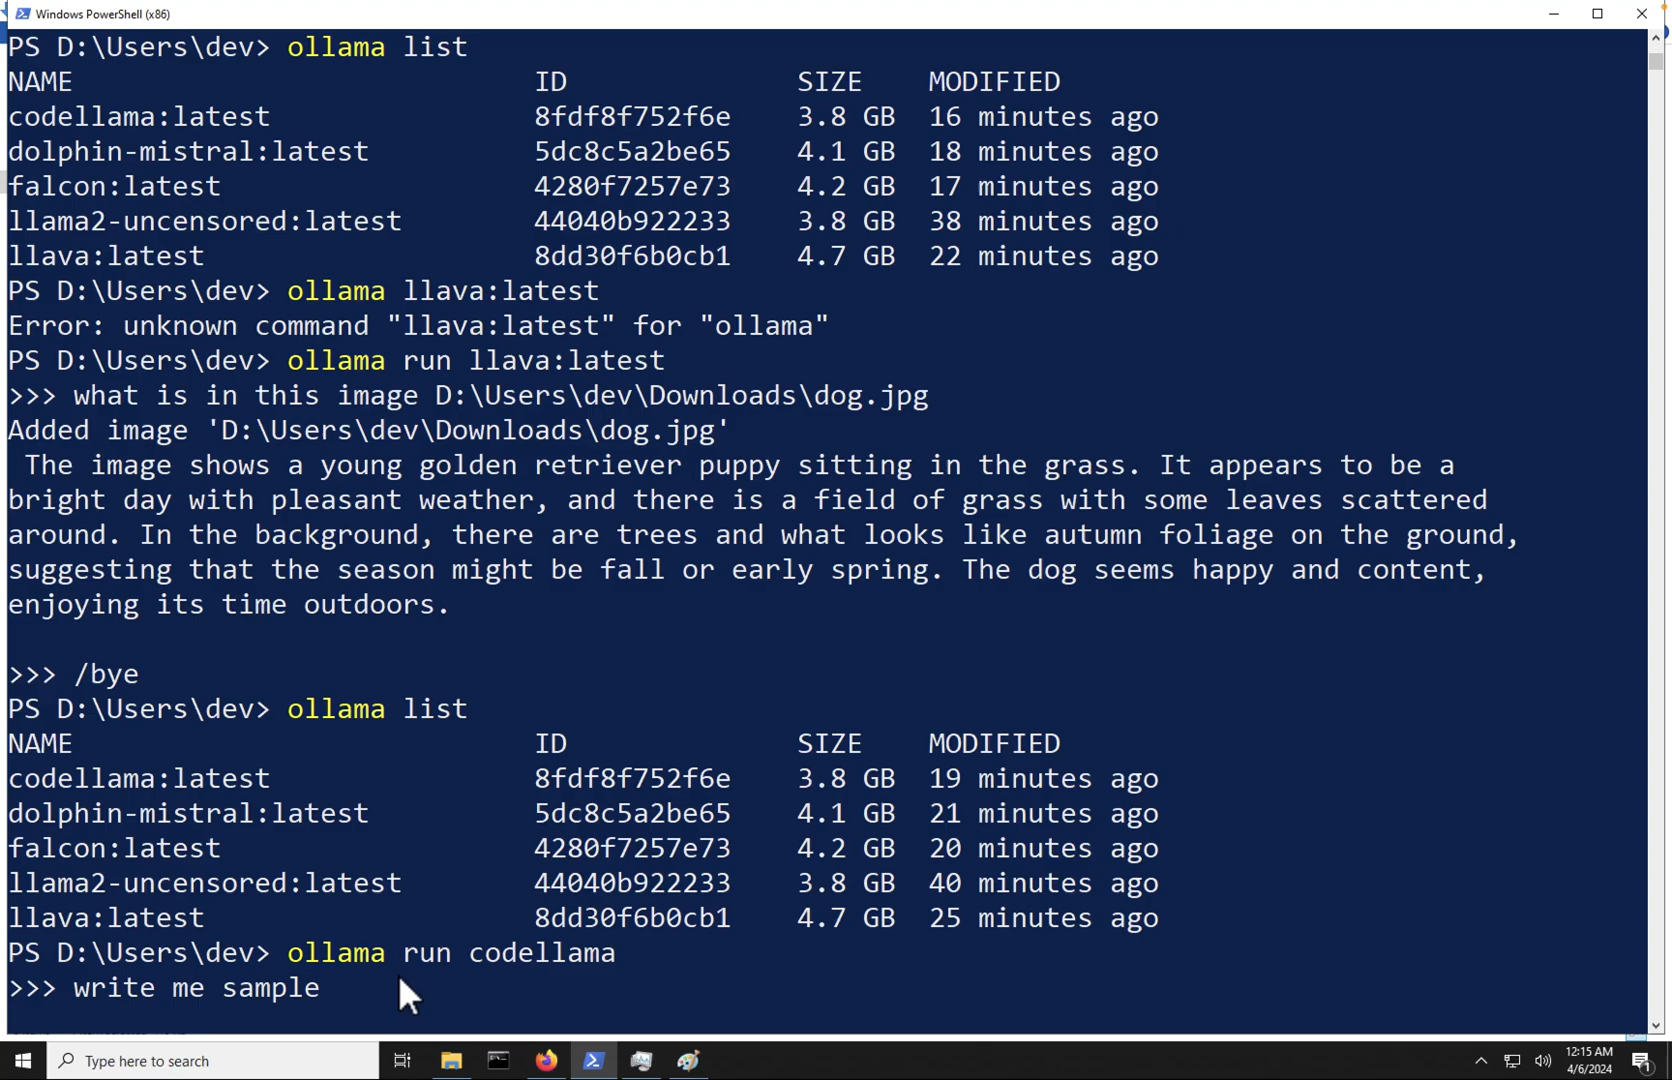 Windows PowerShell (x86)
PS D:\Users\dev> ollama list
NAME ID SIZE MODIFIED
codellama:latest 8fdf8f752f6e 3.8 GB 16 minutes ago
dolphin-mistral:latest 5dc8c5a2be65 4.1 GB 18 minutes ago
falcon:latest 4280f7257e73 4.2 GB 17 minutes ago
llama2-uncensored:latest 44040b922233 3.8 GB 38 minutes ago
llava:latest 8dd30f6b0cb1 4.7 GB 22 minutes ago
PS D:\Users\dev> ollama llava:latest
Error: unknown command "llava:latest" for "ollama"
PS D:\Users\dev> ollama run llava:latest
>>> what is in this image D:\Users\dev\Downloads\dog.jpg
Added image 'D:\Users\dev\Downloads\dog.jpg'
The image shows a young golden retriever puppy sitting in the grass. It appears to be a
bright day with pleasant weather, and there is a field of grass with some leaves scattered
around. In the background, there are trees and what looks like autumn foliage on the ground,
suggesting that the season might be fall or early spring. The dog seems happy and content,
enjoying its time outdoors.
>>> /bye
PS D:\Users\dev> ollama list
NAME ID SIZE MODIFIED
codellama:latest 8fdf8f752f6e 3.8 GB 19 minutes ago
dolphin-mistral:latest 5dc8c5a2be65 4.1 GB 21 minutes ago
falcon:latest 4280f7257e73 4.2 GB 20 minutes ago
llama2-uncensored:latest 44040b922233 3.8 GB 40 minutes ago
llava:latest 8dd30f6b0cb1 4.7 GB 25 minutes ago
PS D:\Users\dev> ollama run codellama
>>> write me sample
Type here to search
12:15 AM
4/6/2024
1